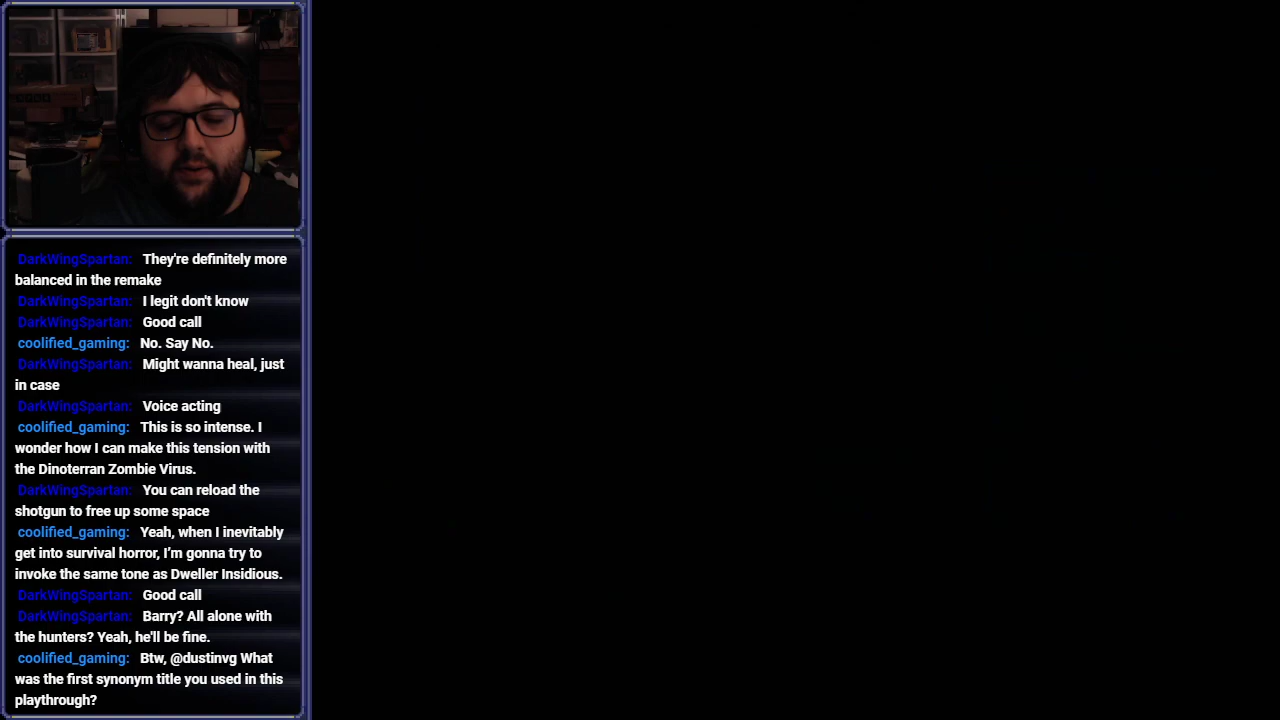 DarkWingSpartan: They're definitely more
balanced in the remake
DarkWingSpartan: I legit don't know
DarkWingSpartan: Good call
coolified_gaming: No. Say No.
DarkWingSpartan: Might wanna heal, just
in case
DarkWingSpartan: Voice acting
coolified_gaming: This is so intense. I
wonder how I can make this tension with
the Dinoterran Zombie Virus.
DarkWingSpartan: You can reload the
shotgun to free up some space
coolified_gaming: Yeah, when I inevitably
get into survival horror, I’m gonna try to
invoke the same tone as Dweller Insidious.
DarkWingSpartan: Good call
DarkWingSpartan: Barry? All alone with
the hunters? Yeah, he'll be fine.
coolified_gaming: Btw, @dustinvg What
was the first synonym title you used in this
playthrough?